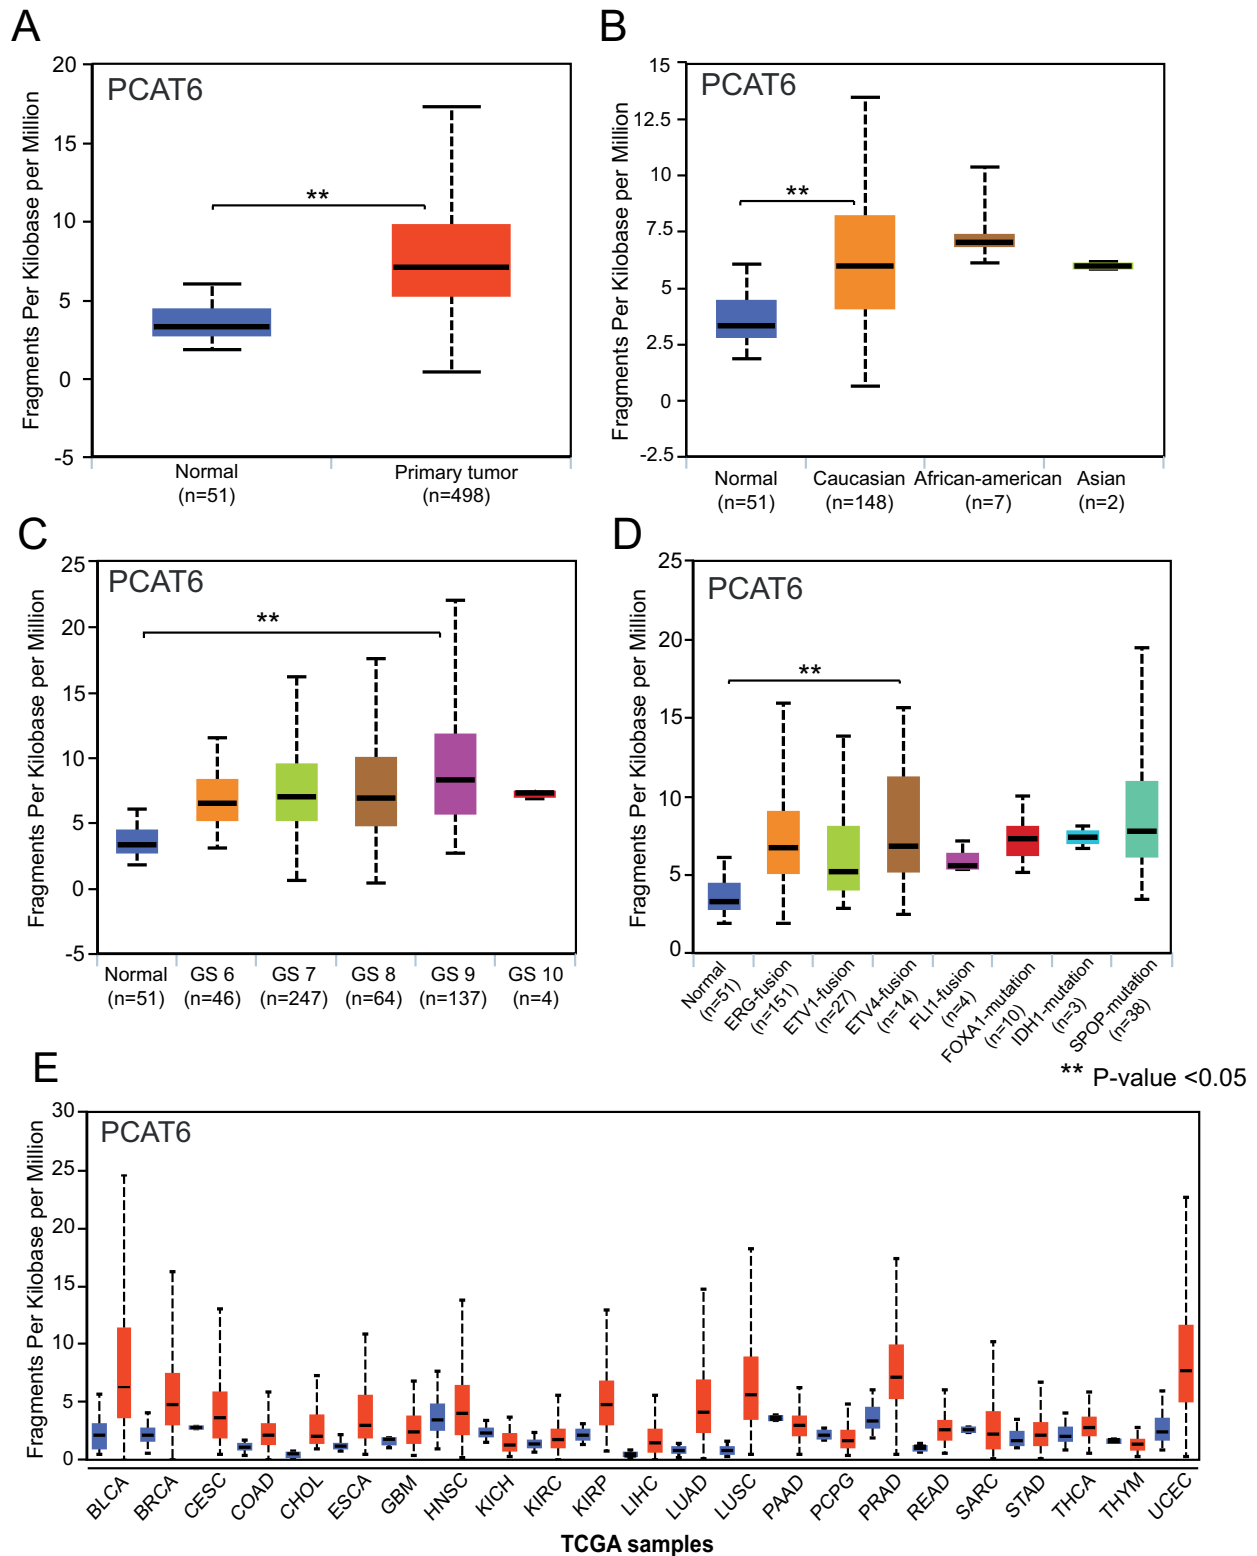 A
PCAT6
Fragments Per Kilobase per Million
20
15
10
5
0
-5
**
Normal
(n=51)
Primary tumor
(n=498)
B
PCAT6
Fragments Per Kilobase per Million
15
12.5
10
7.5
5
2.5
0
-2.5
**
Normal
(n=51)
Caucasian
(n=148)
African-american
(n=7)
Asian
(n=2)
C
PCAT6
Fragments Per Kilobase per Million
25
20
15
10
5
0
-5
**
Normal
(n=51)
GS 6
(n=46)
GS 7
(n=247)
GS 8
(n=64)
GS 9
(n=137)
GS 10
(n=4)
D
PCAT6
Fragments Per Kilobase per Million
25
20
15
10
5
0
**
Normal
(n=51)
ERG-fusion
(n=151)
ETV1-fusion
(n=27)
ETV4-fusion
(n=14)
FLI1-fusion
(n=4)
FOXA1-mutation
(n=10)
IDH1-mutation
(n=3)
SPOP-mutation
(n=38)
** P-value <0.05
E
PCAT6
Fragments Per Kilobase per Million
30
25
20
15
10
5
0
BLCA
BRCA
CESC
COAD
CHOL
ESCA
GBM
HNSC
KICH
KIRC
KIRP
LIHC
LUAD
LUSC
PAAD
PCPG
PRAD
READ
SARC
STAD
THCA
THYM
UCEC
TCGA samples